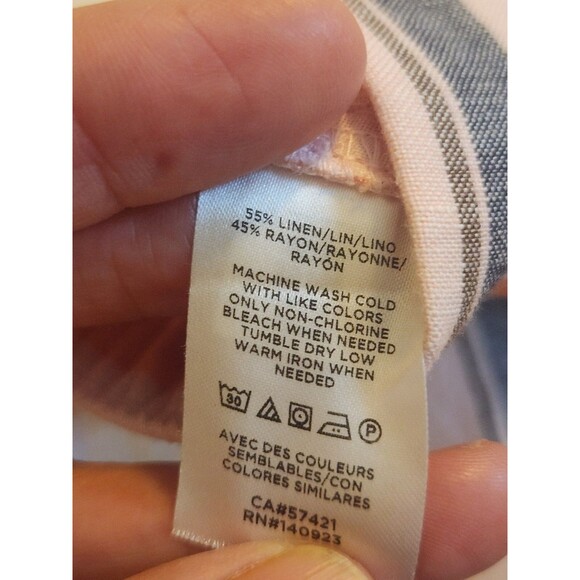 55% LINEN/LIN/LINO
45% RAYON/RAYONNE/
RAYÓN
MACHINE WASH COLD
WITH LIKE COLORS
ONLY NON-CHLORINE
BLEACH WHEN NEEDED
TUMBLE DRY LOW
WARM IRON WHEN
NEEDED
30 P
AVEC DES COULEURS
SEMBLABLES/CON
COLORES SIMILARES
CA#57421
RN#140923